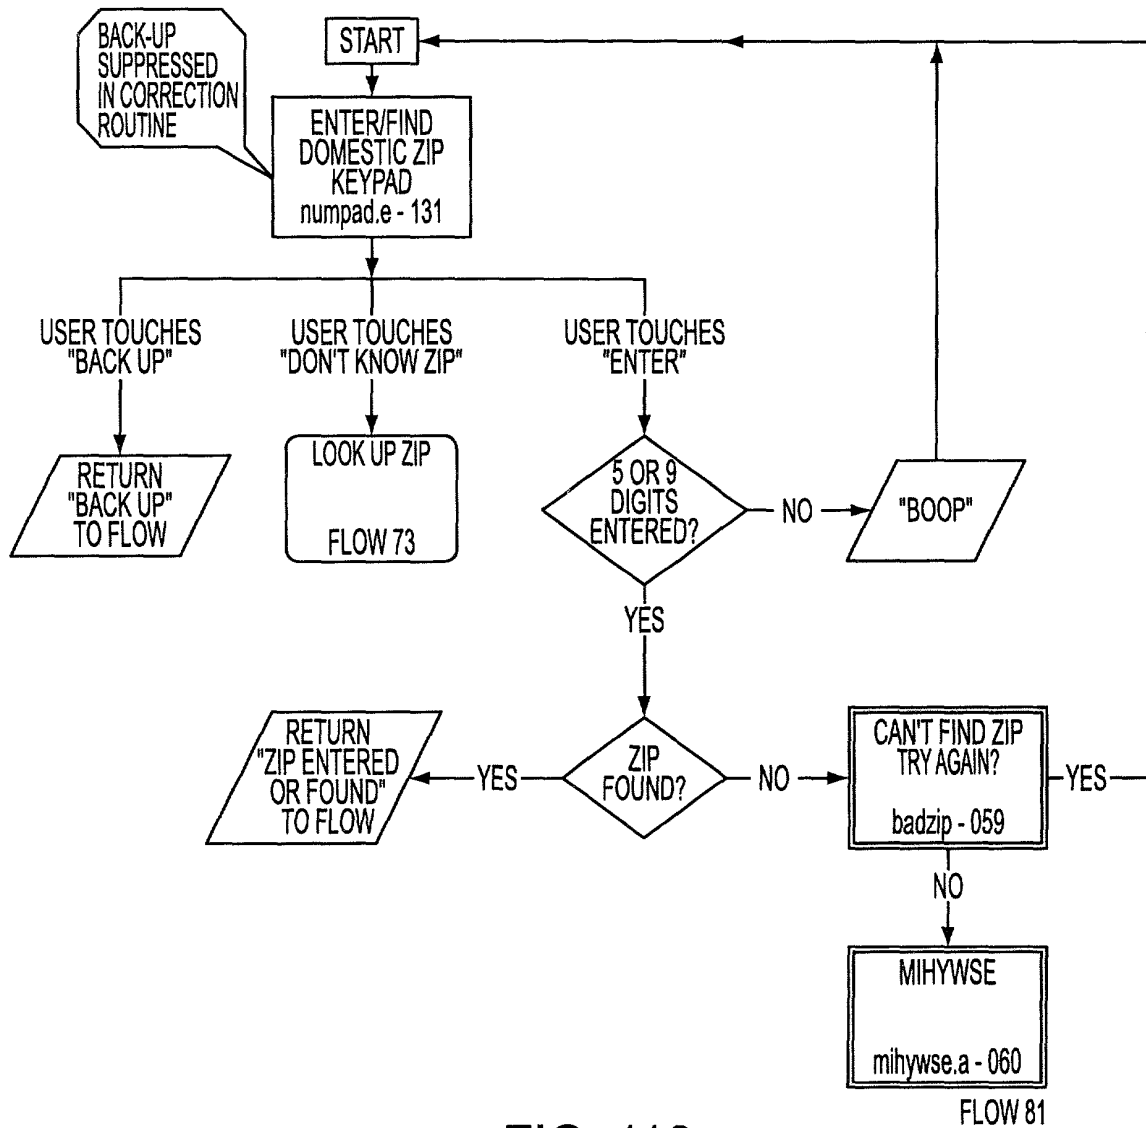 BACK-UP
SUPPRESSED
IN CORRECTION
ROUTINE
START
ENTER/FIND
DOMESTIC ZIP
KEYPAD
numpad.e - 131
USER TOUCHES
"BACK UP"
USER TOUCHES
"DON'T KNOW ZIP"
USER TOUCHES
"ENTER"
RETURN
"BACK UP"
TO FLOW
LOOK UP ZIP
FLOW 73
5 OR 9
DIGITS
ENTERED?
NO
"BOOP"
YES
RETURN
"ZIP ENTERED
OR FOUND"
TO FLOW
YES
ZIP
FOUND?
NO
CAN'T FIND ZIP
TRY AGAIN?
badzip - 059
YES
NO
MIHYWSE
mihywse.a - 060
FLOW 81